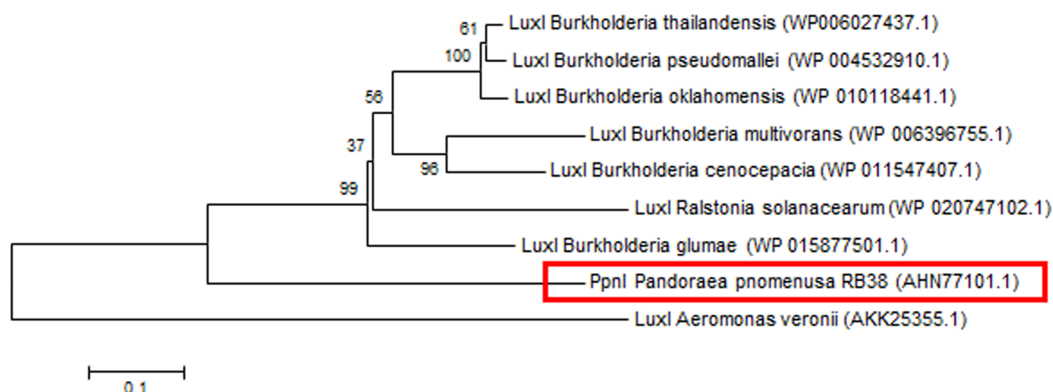 61
LuxI Burkholderia thailandensis (WP006027437.1)
100
LuxI Burkholderia pseudomallei (WP 004532910.1)
LuxI Burkholderia oklahomensis (WP 010118441.1)
56
LuxI Burkholderia multivorans (WP 006396755.1)
37
96
LuxI Burkholderia cenocepacia (WP 011547407.1)
99
LuxI Ralstonia solanacearum (WP 020747102.1)
LuxI Burkholderia glumae (WP 015877501.1)
PpnI Pandoraea pnomenusa RB38 (AHN77101.1)
LuxI Aeromonas veronii (AKK25355.1)
0.1